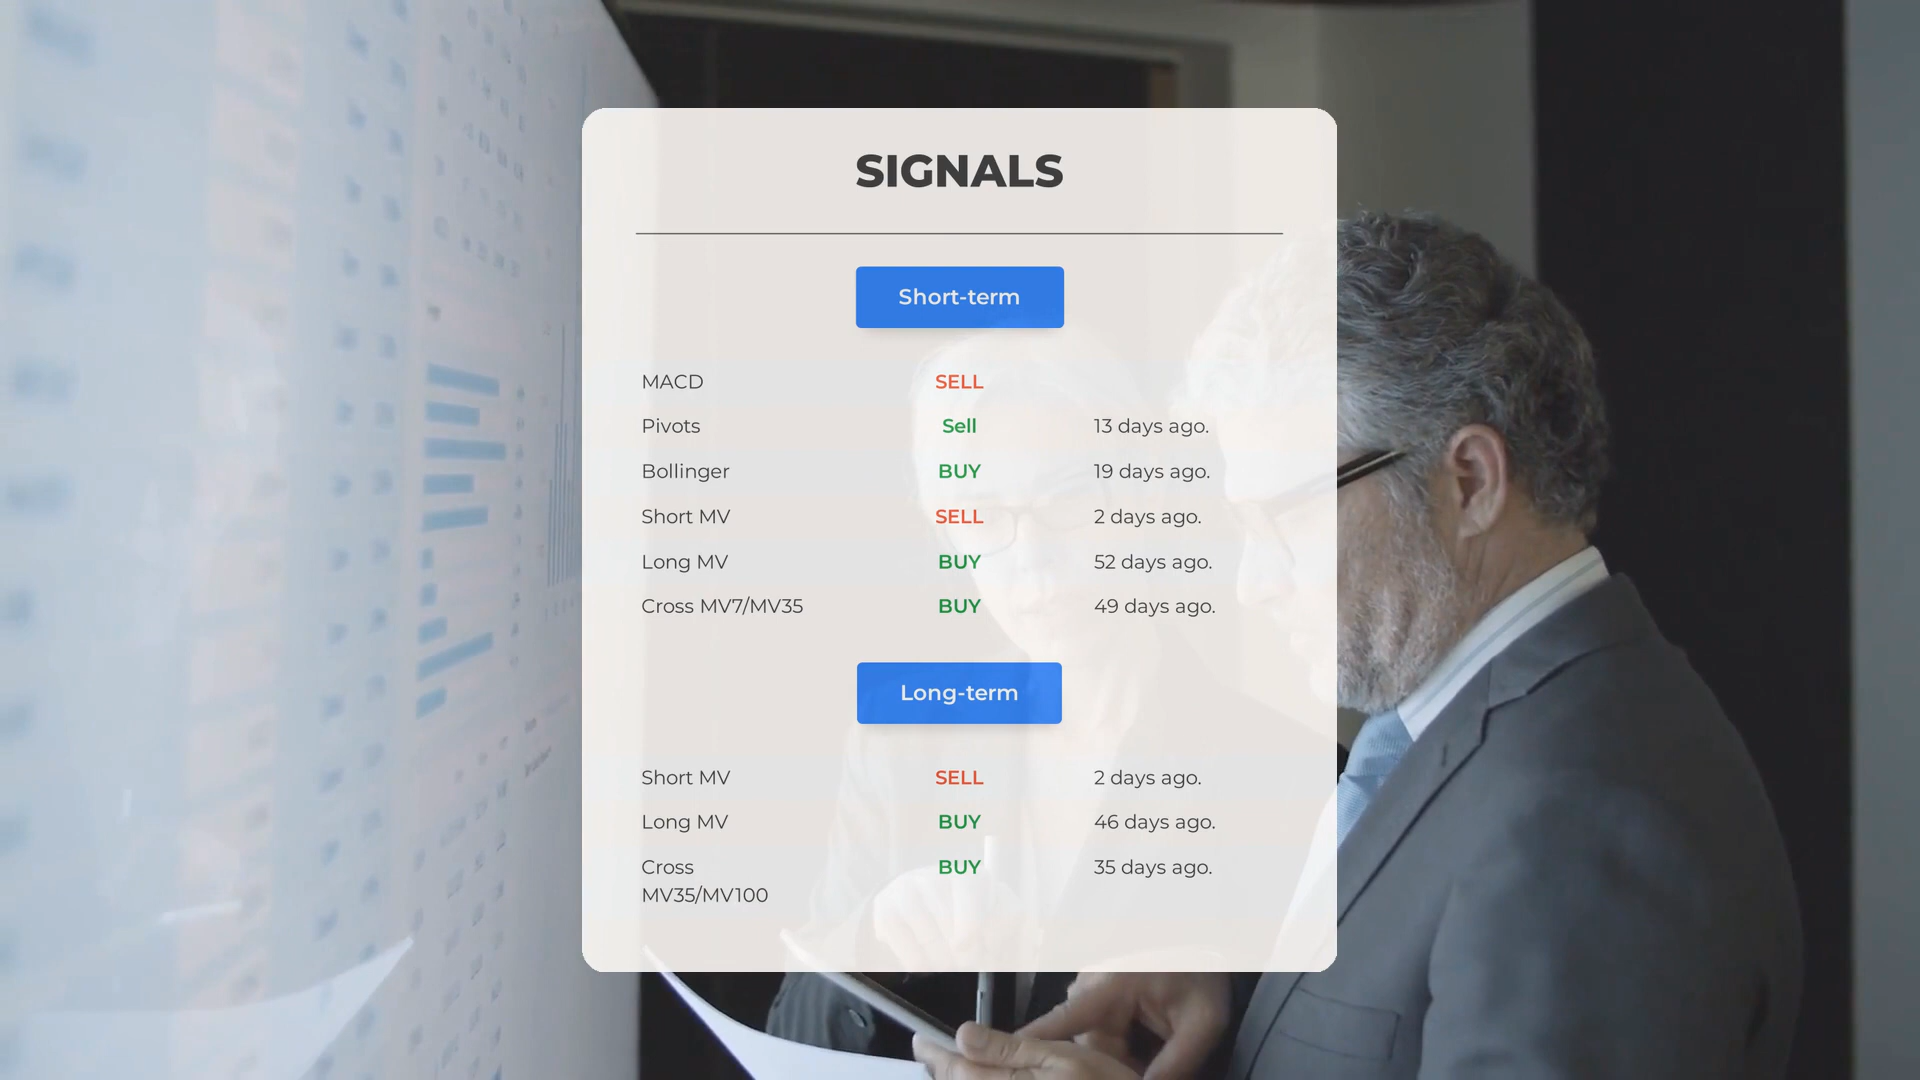 SIGNALS
Short-term
MACD SELL
Pivots Sell 13 days ago.
Bollinger BUY 19 days ago.
Short MV SELL 2 days ago.
Long MV BUY 52 days ago.
Cross MV7/MV35 BUY 49 days ago.
Long-term
Short MV SELL 2 days ago.
Long MV BUY 46 days ago.
Cross BUY 35 days ago.
MV35/MV100